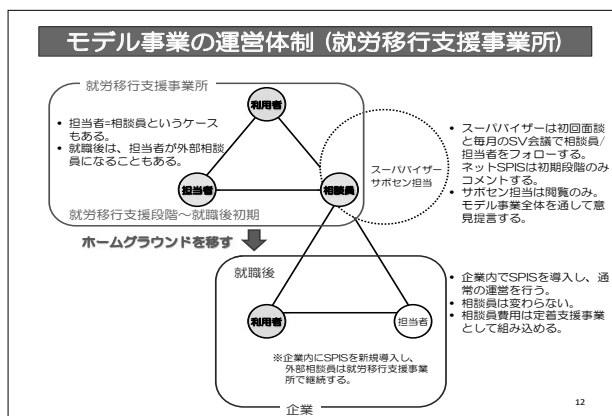 モデル事業の運営体制 (就労移行支援事業所)
就労移行支援事業所
利用者
• 担当者=相談員というケース
もある。
• 就職後は、担当者が外部相談
員になることもある。
担当者
相談員
スーパバイザー
サポセン担当
• スーパバイザーは初回面談
と毎月のSV会議で相談員/
担当者をフォローする。
ネットSPISは初期段階のみ
コメントする。
• サポセン担当は閲覧のみ。
モデル事業全体を通して意
見提言する。
就労移行支援段階~就職後初期
ホームグラウンドを移す
就職後
利用者
担当者
• 企業内でSPISを導入し、通
常の運営を行う。
• 相談員は変わらない。
• 相談員費用は定着支援事業
として組み込める。
※企業内にSPISを新規導入し、
外部相談員は就労移行支援事業
所で継続する。
企業
12